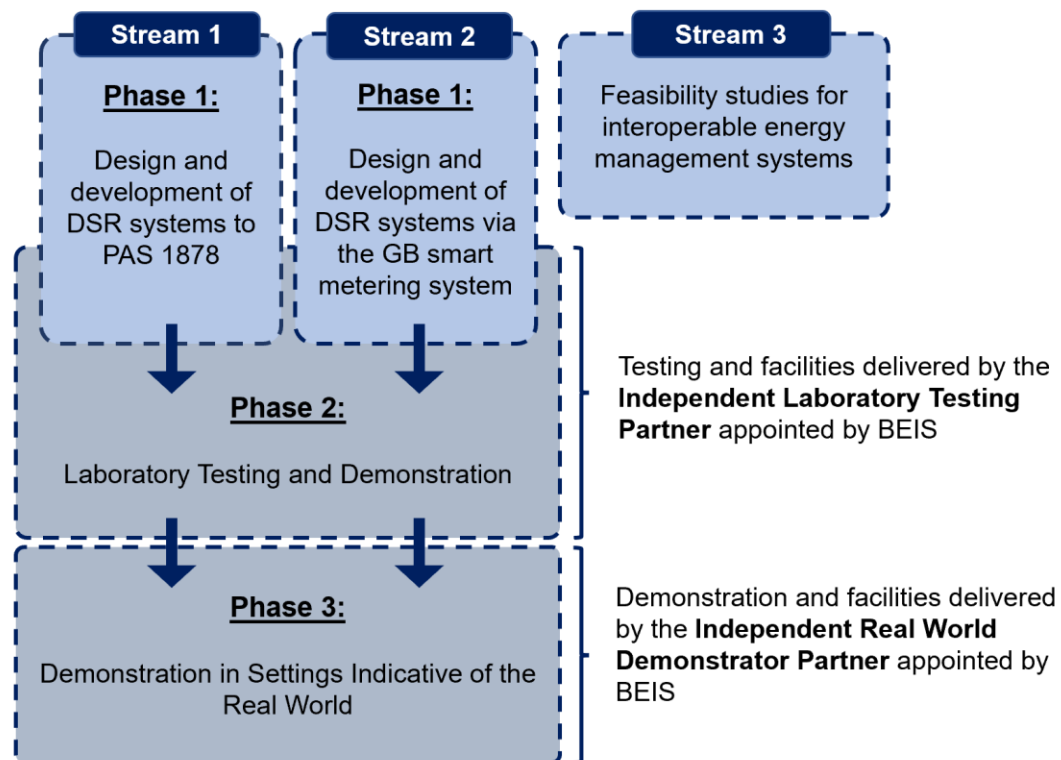 Stream 1
Phase 1:
Design and
development of
DSR systems to
PAS 1878
Stream 2
Phase 1:
Design and
development of
DSR systems via
the GB smart
metering system
Stream 3
Feasibility studies for
interoperable energy
management systems
Phase 2:
Laboratory Testing and Demonstration
Testing and facilities delivered by the
Independent Laboratory Testing
Partner appointed by BEIS
Phase 3:
Demonstration in Settings Indicative of the
Real World
Demonstration and facilities delivered
by the Independent Real World
Demonstrator Partner appointed by
BEIS